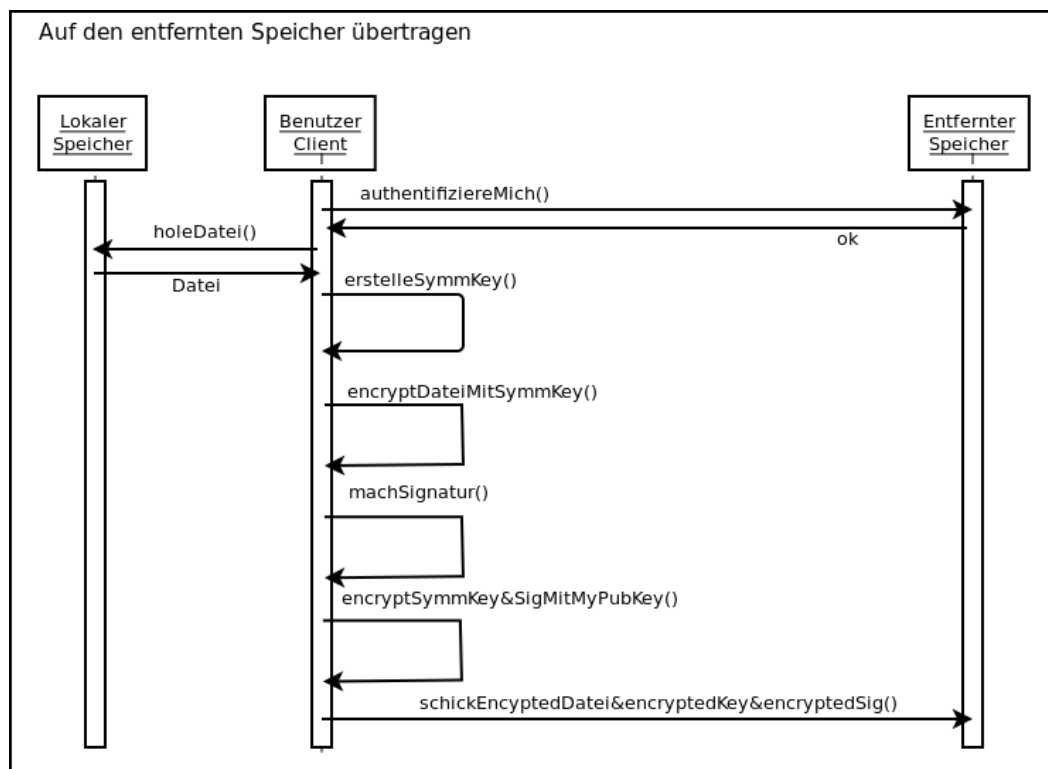 Auf den entfernten Speicher übertragen
Lokaler
Speicher
Benutzer
Client
Entfernter
Speicher
authentifiziereMich()
ok
holeDatei()
Datei
erstelleSymmKey()
encryptDateiMitSymmKey()
machSignatur()
encryptSymmKey&SigMitMyPubKey()
schickEncyptedDatei&encryptedKey&encryptedSig()